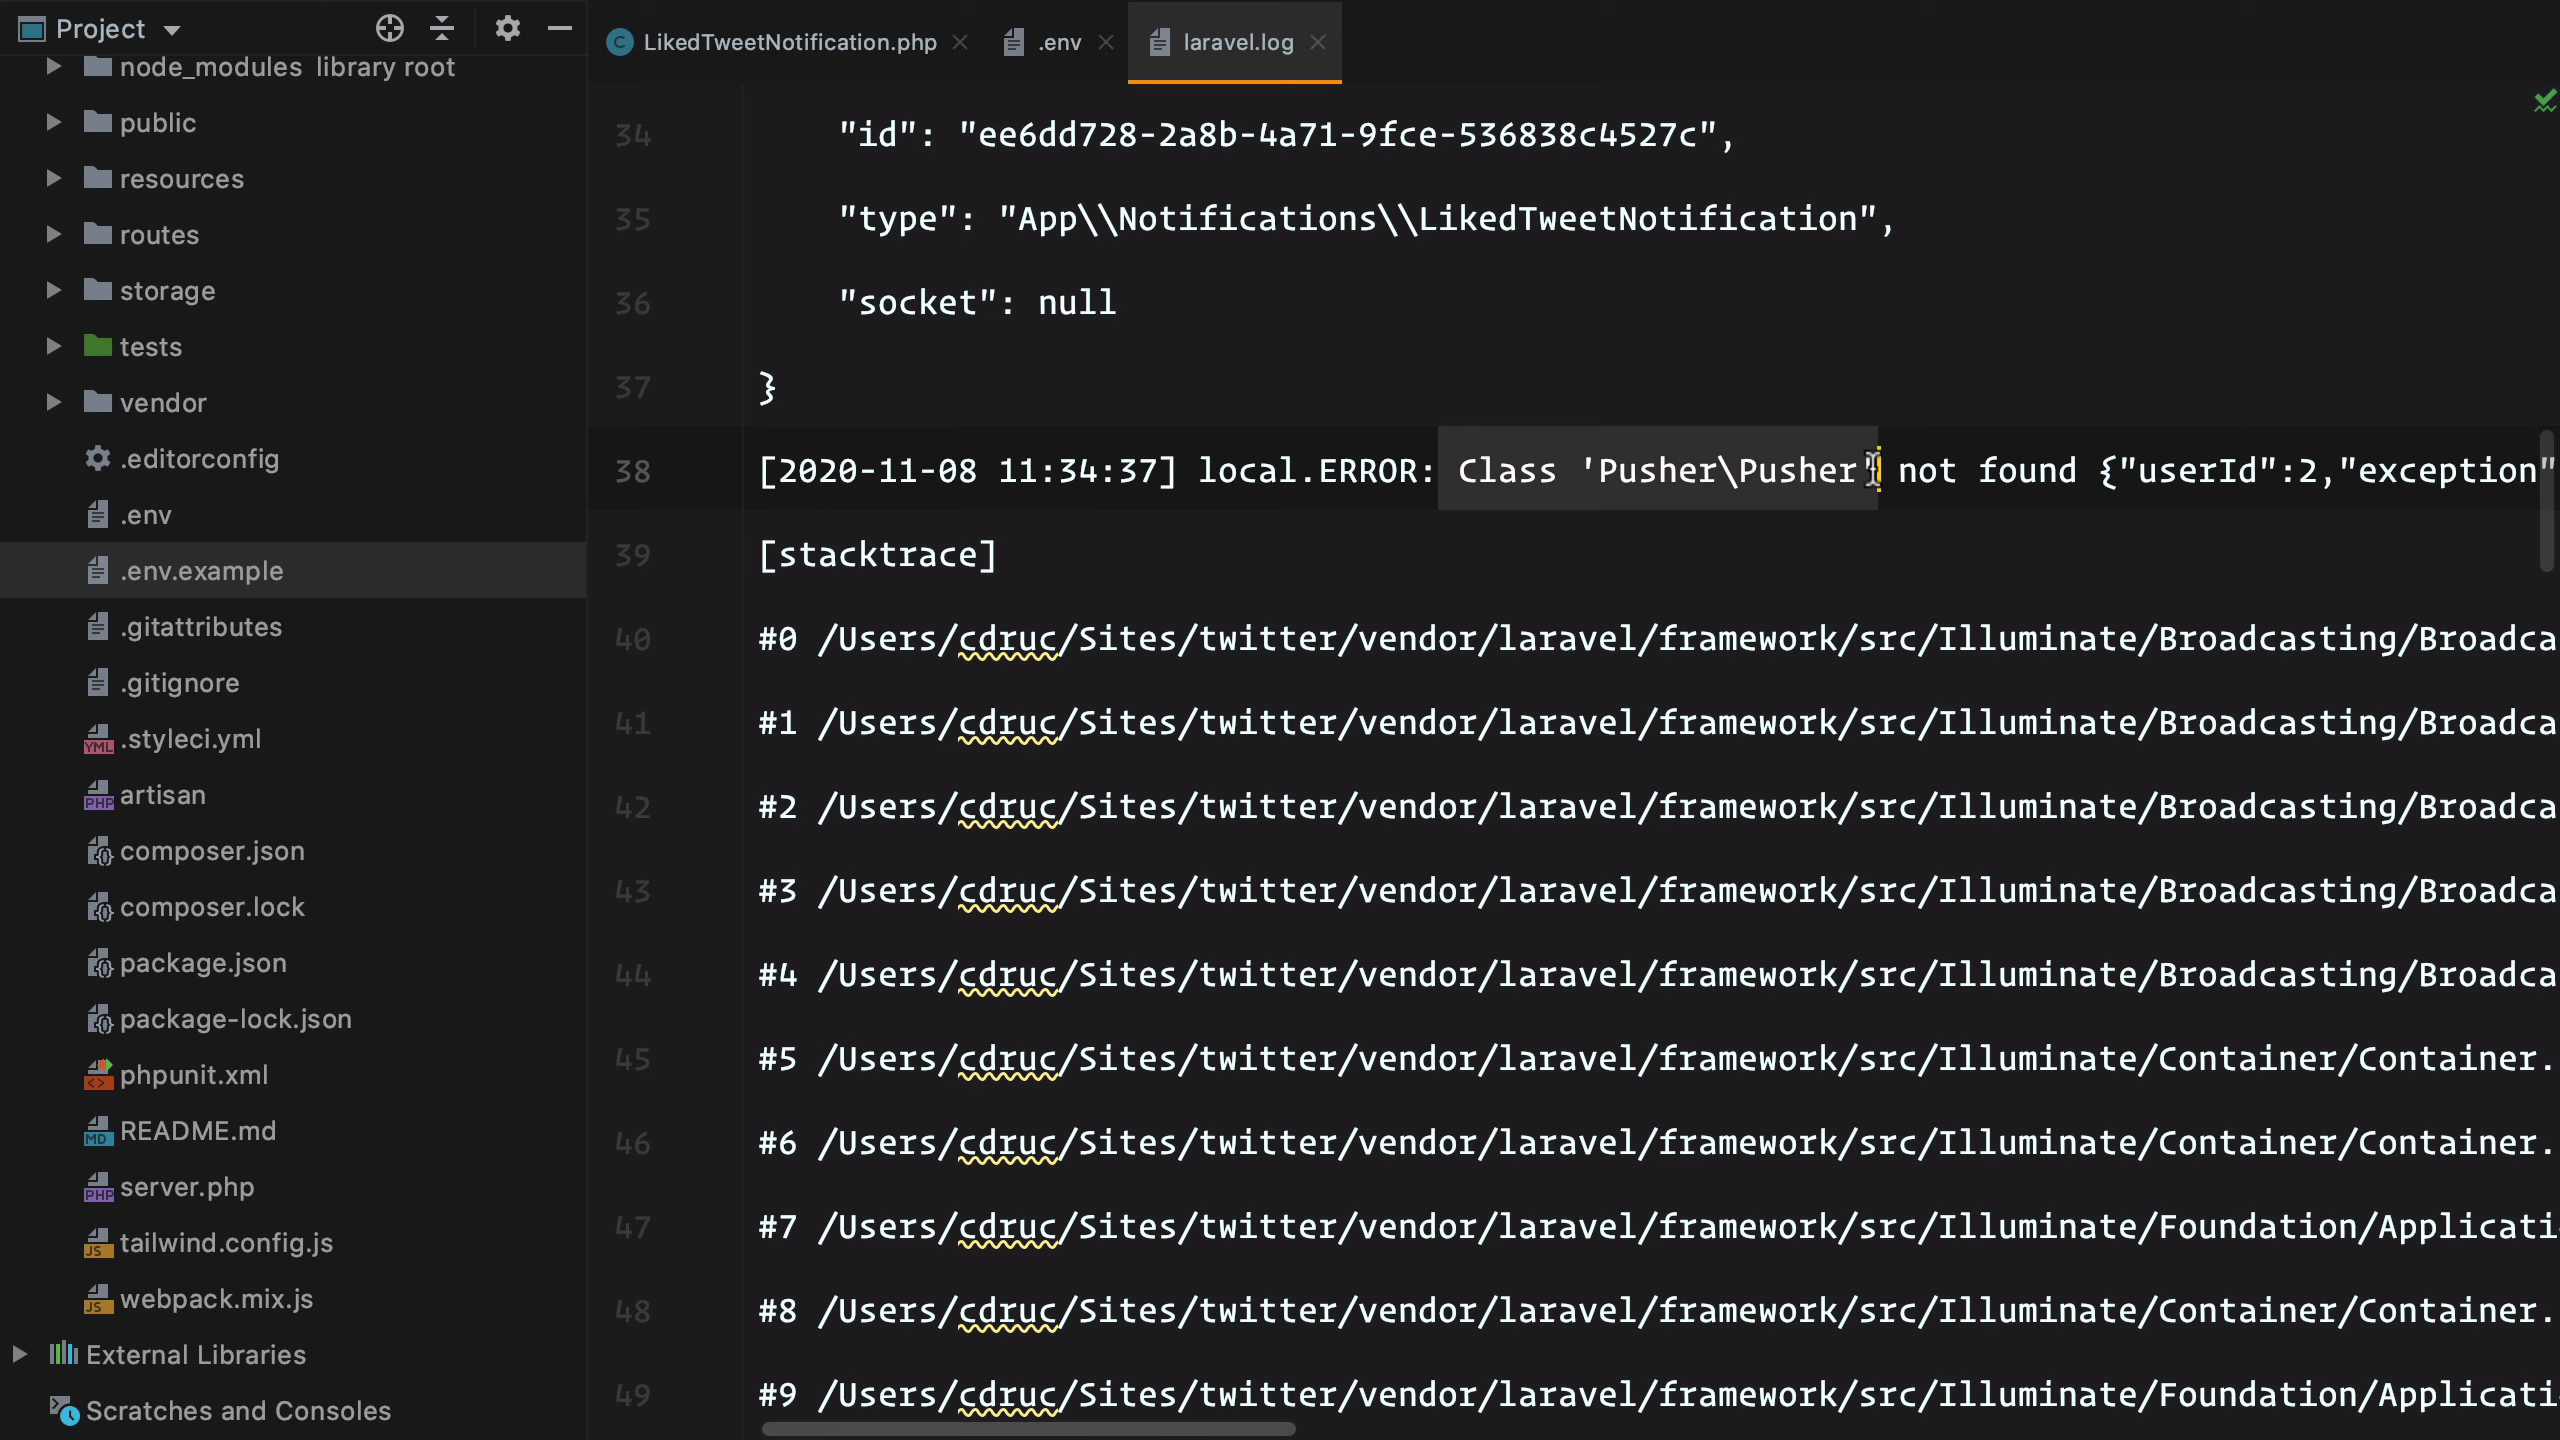 Project
node_modules library root
public
resources
routes
storage
tests
vendor
.editorconfig
.env
.env.example
.gitattributes
.gitignore
.styleci.yml
artisan
composer.json
composer.lock
package.json
package-lock.json
phpunit.xml
README.md
server.php
tailwind.config.js
webpack.mix.js
External Libraries
Scratches and Consoles
LikedTweetNotification.php
.env
laravel.log
34 "id": "ee6dd728-2a8b-4a71-9fce-536838c4527c",
35 "type": "App\\Notifications\\LikedTweetNotification",
36 "socket": null
37 }
38 [2020-11-08 11:34:37] local.ERROR: Class 'Pusher\Pusher' not found {"userId":2,"exception"
39 [stacktrace]
40 #0 /Users/cdruc/Sites/twitter/vendor/laravel/framework/src/Illuminate/Broadcasting/Broadca
41 #1 /Users/cdruc/Sites/twitter/vendor/laravel/framework/src/Illuminate/Broadcasting/Broadca
42 #2 /Users/cdruc/Sites/twitter/vendor/laravel/framework/src/Illuminate/Broadcasting/Broadca
43 #3 /Users/cdruc/Sites/twitter/vendor/laravel/framework/src/Illuminate/Broadcasting/Broadca
44 #4 /Users/cdruc/Sites/twitter/vendor/laravel/framework/src/Illuminate/Broadcasting/Broadca
45 #5 /Users/cdruc/Sites/twitter/vendor/laravel/framework/src/Illuminate/Container/Container.
46 #6 /Users/cdruc/Sites/twitter/vendor/laravel/framework/src/Illuminate/Container/Container.
47 #7 /Users/cdruc/Sites/twitter/vendor/laravel/framework/src/Illuminate/Foundation/Applicati
48 #8 /Users/cdruc/Sites/twitter/vendor/laravel/framework/src/Illuminate/Container/Container.
49 #9 /Users/cdruc/Sites/twitter/vendor/laravel/framework/src/Illuminate/Foundation/Applicati